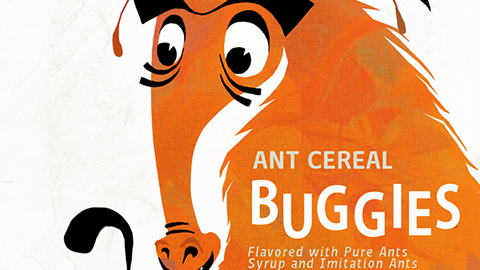 ANT CEREAL
BUGGIES
Flavored with Pure Ants
Syrup and Imitation Ants